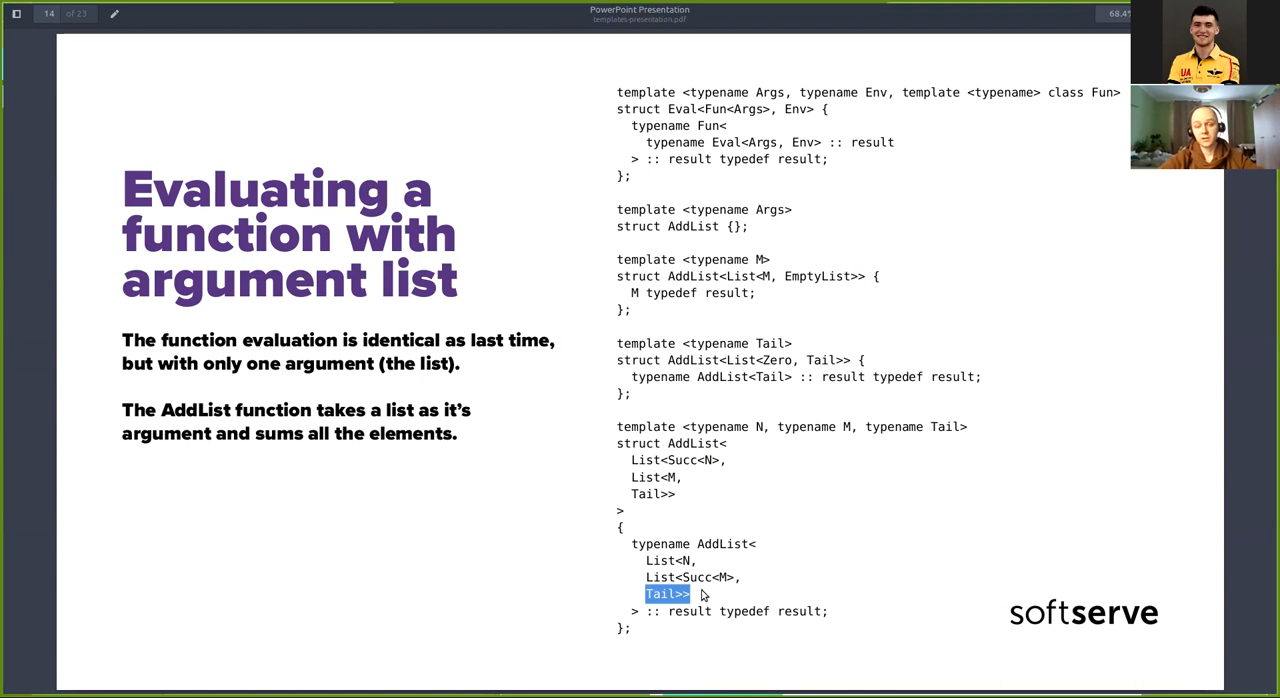 14 of 23
PowerPoint Presentation
templates-presentation.pdf
68.4%
UA
Evaluating a
function with
argument list
The function evaluation is identical as last time,
but with only one argument (the list).
The AddList function takes a list as it's
argument and sums all the elements.
template <typename Args, typename Env, template <typename> class Fun>
struct Eval<Fun<Args>, Env> {
typename Fun<
typename Eval<Args, Env> :: result
> :: result typedef result;
};
template <typename Args>
struct AddList {};
template <typename M>
struct AddList<List<M, EmptyList>> {
M typedef result;
};
template <typename Tail>
struct AddList<List<Zero, Tail>> {
typename AddList<Tail> :: result typedef result;
};
template <typename N, typename M, typename Tail>
struct AddList<
List<Succ<N>,
List<M,
Tail>>
>
{
typename AddList<
List<N,
List<Succ<M>,
Tail>>
> :: result typedef result;
};
softserve